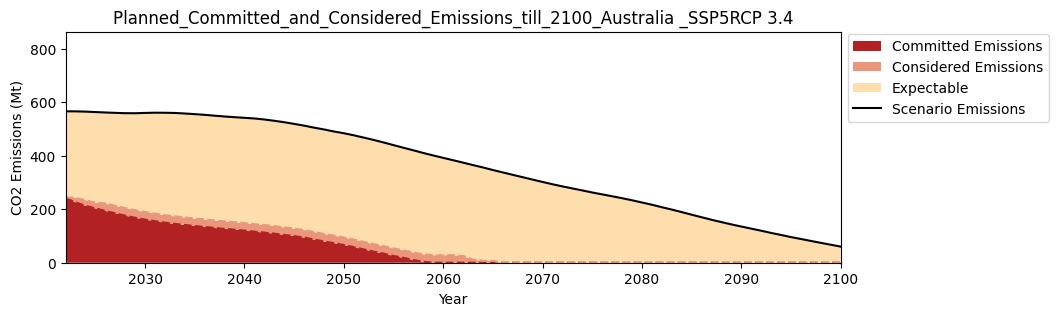 Planned_Committed_and_Considered_Emissions_till_2100_Australia _SSP5RCP 3.4
800
600
400
200
0
CO2 Emissions (Mt)
2030
2040
2050
2060
2070
2080
2090
2100
Year
Committed Emissions
Considered Emissions
Expectable
Scenario Emissions